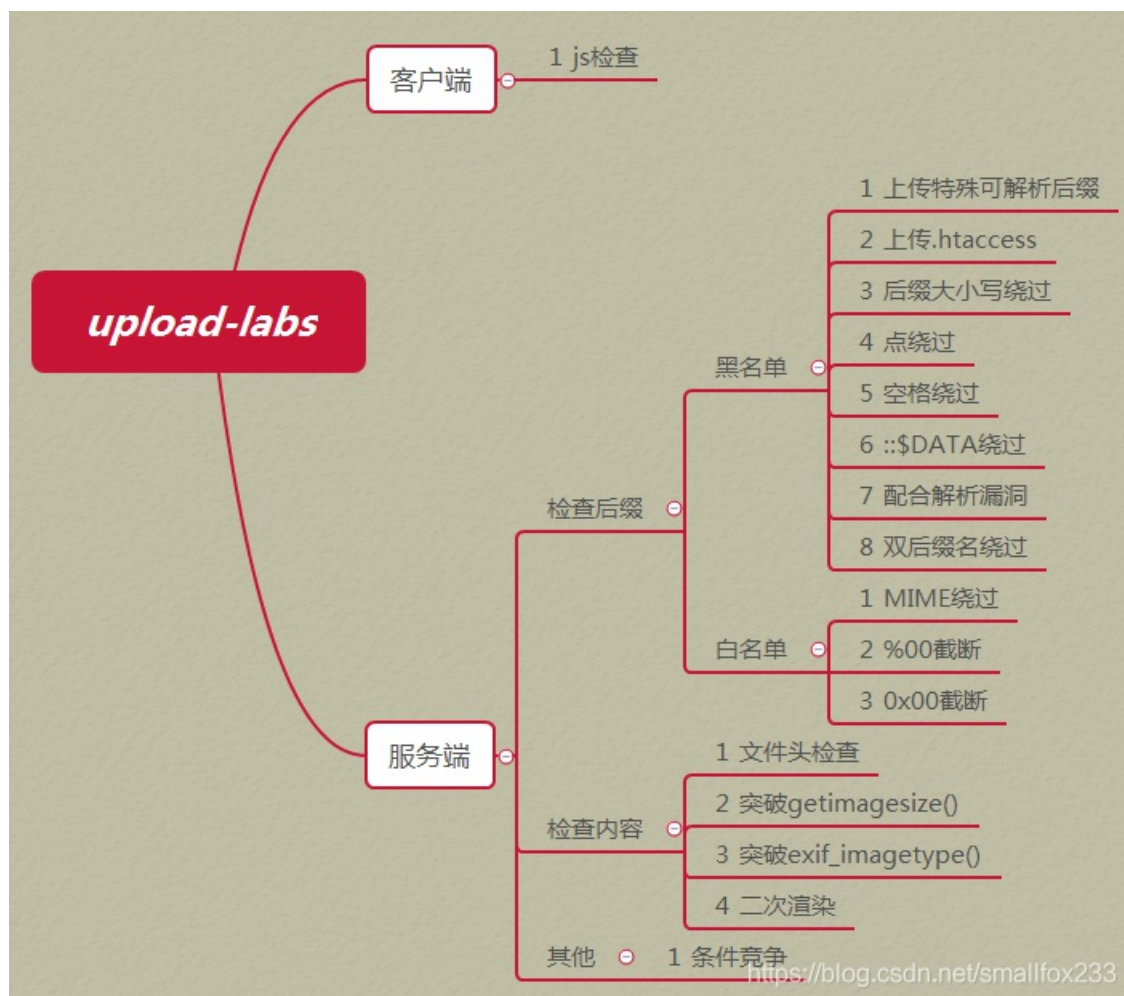 客户端
1 js检查
upload-labs
服务端
检查后缀
黑名单
1 上传特殊可解析后缀
2 上传.htaccess
3 后缀大小写绕过
4 点绕过
5 空格绕过
6 ::$DATA绕过
7 配合解析漏洞
8 双后缀名绕过
白名单
1 MIME绕过
2 %00截断
3 0x00截断
检查内容
1 文件头检查
2 突破getimagesize()
3 突破exif_imagetype()
4 二次渲染
其他
1 条件竞争
https://blog.csdn.net/smallfox233